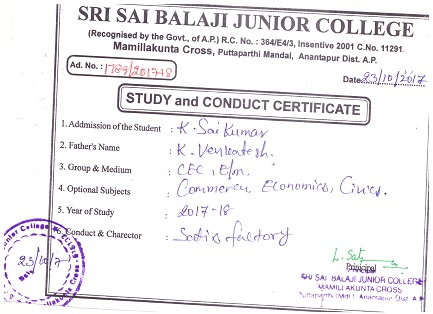 SRI SAI BALAJI JUNIOR COLLEGE
(Recognised by the Govt., of A.P.) R.C. No. : 364/E4/3, Insentive 2001 C.No. 11291.
Mamillakunta Cross, Puttaparthi Mandal, Anantapur Dist. A.P.
Ad. No. : 1789/2017-18
Date: 23/10/2017
STUDY and CONDUCT CERTIFICATE
1. Addmission of the Student : K. Sai Kumar
2. Father's Name : K. Venkatesh.
3. Group & Medium : CEC, E/m.
4. Optional Subjects : Commerce, Economics, Civics.
5. Year of Study : 2017-18
6. Conduct & Charector : Satisfactory
Principal
SRI SAI BALAJI JUNIOR COLLEGE
MAMILLAKUNTA CROSS
Puttaparthi (Md.), Anantapur Dist. A.P
23/10/17